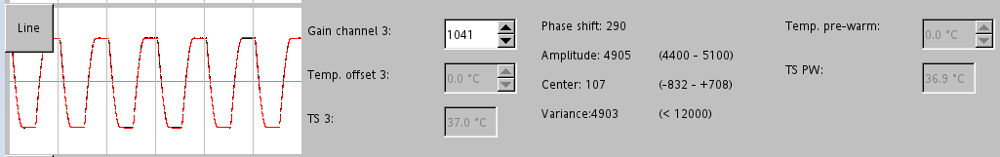 Line
Gain channel 3: 1041
Temp. offset 3: 0.0 °C
TS 3: 37.0 °C
Phase shift: 290
Amplitude: 4905 (4400 - 5100)
Center: 107 (-832 - +708)
Variance:4903 (< 12000)
Temp. pre-warm: 0.0 °C
TS PW: 36.9 °C